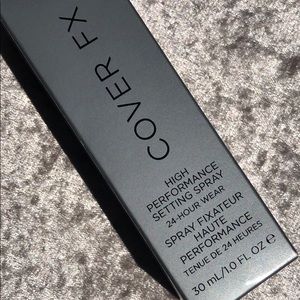 COVER FX
HIGH
PERFORMANCE
SETTING SPRAY
24-HOUR WEAR
SPRAY FIXATEUR
HAUTE
PERFORMANCE
TENUE DE 24 HEURES
30 mL/1.0 FL. OZ ℮